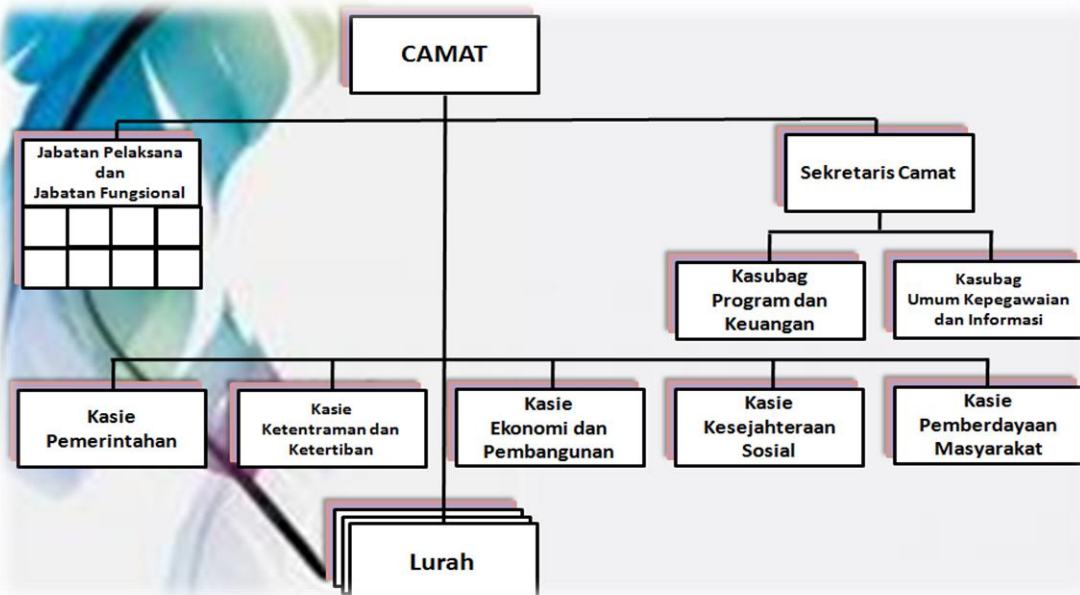 CAMAT
Jabatan Pelaksana
dan
Jabatan Fungsional
Sekretaris Camat
Kasubag
Program dan
Keuangan
Kasubag
Umum Kepegawaian
dan Informasi
Kasie
Pemerintahan
Kasie
Ketentraman dan
Ketertiban
Kasie
Ekonomi dan
Pembangunan
Kasie
Kesejahteraan
Sosial
Kasie
Pemberdayaan
Masyarakat
Lurah